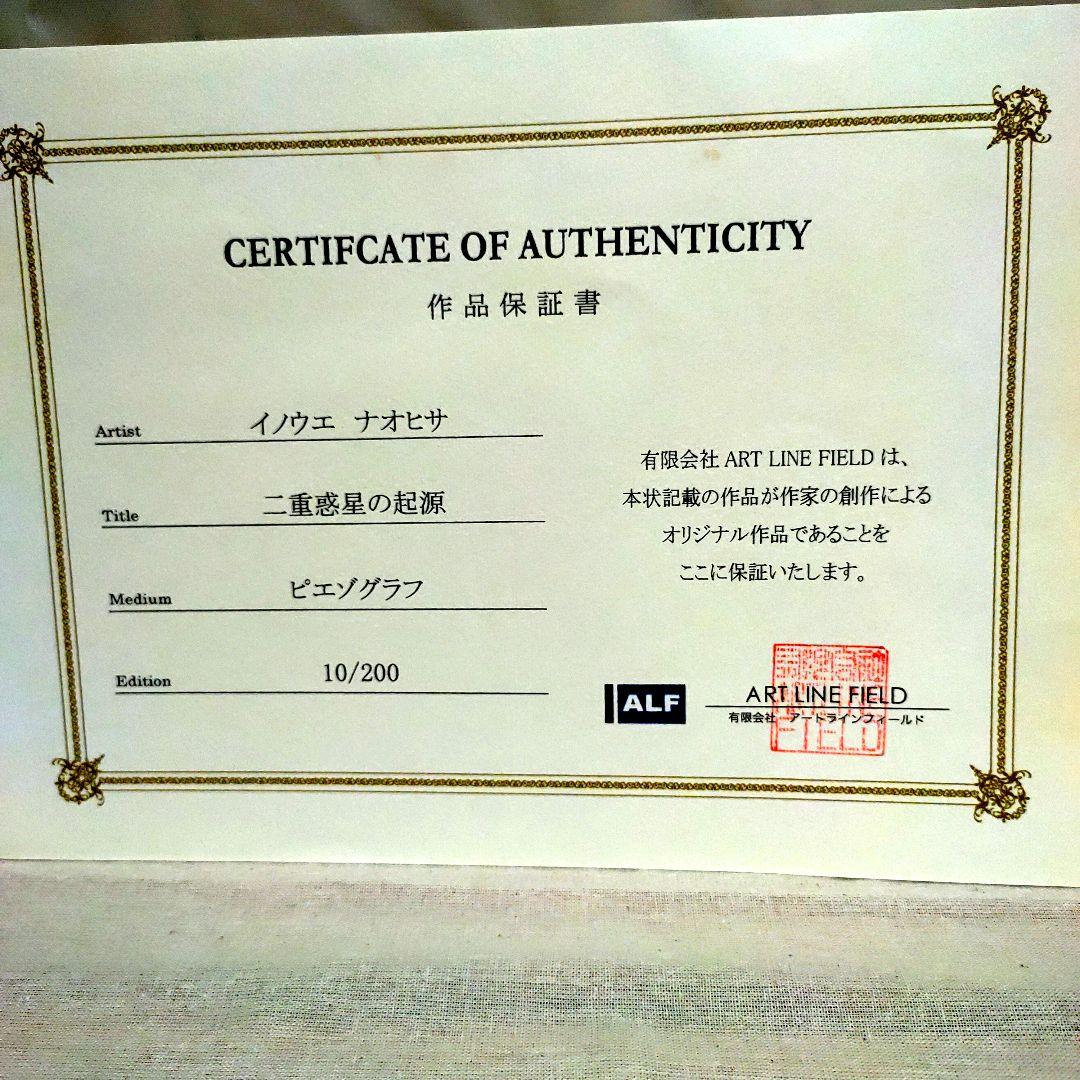 CERTIFCATE OF AUTHENTICITY
作品保証書
Artist イノウエ ナオヒサ
Title 二重惑星の起源
Medium ピエゾグラフ
Edition 10/200
有限会社 ART LINE FIELD は、
本状記載の作品が作家の創作による
オリジナル作品であることを
ここに保証いたします。
ALF
ART LINE FIELD
有限会社 アートラインフィールド